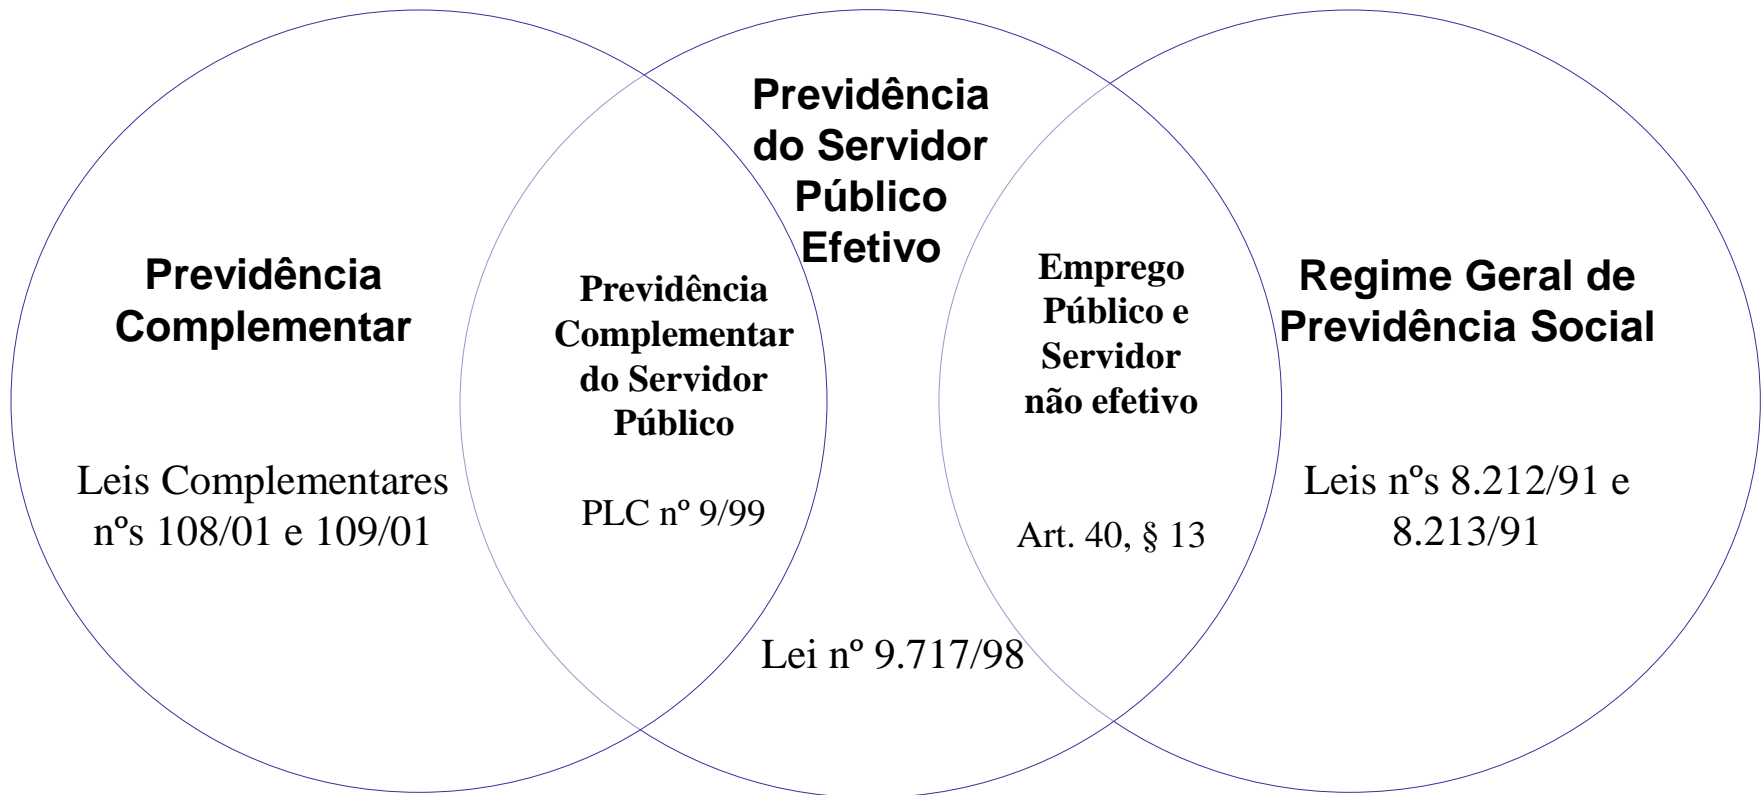 Previdência
Complementar
Leis Complementares
nºs 108/01 e 109/01
Previdência
Complementar
do Servidor
Público
PLC nº 9/99
Previdência
do Servidor
Público
Efetivo
Lei nº 9.717/98
Emprego
Público e
Servidor
não efetivo
Art. 40, § 13
Regime Geral de
Previdência Social
Leis nºs 8.212/91 e
8.213/91